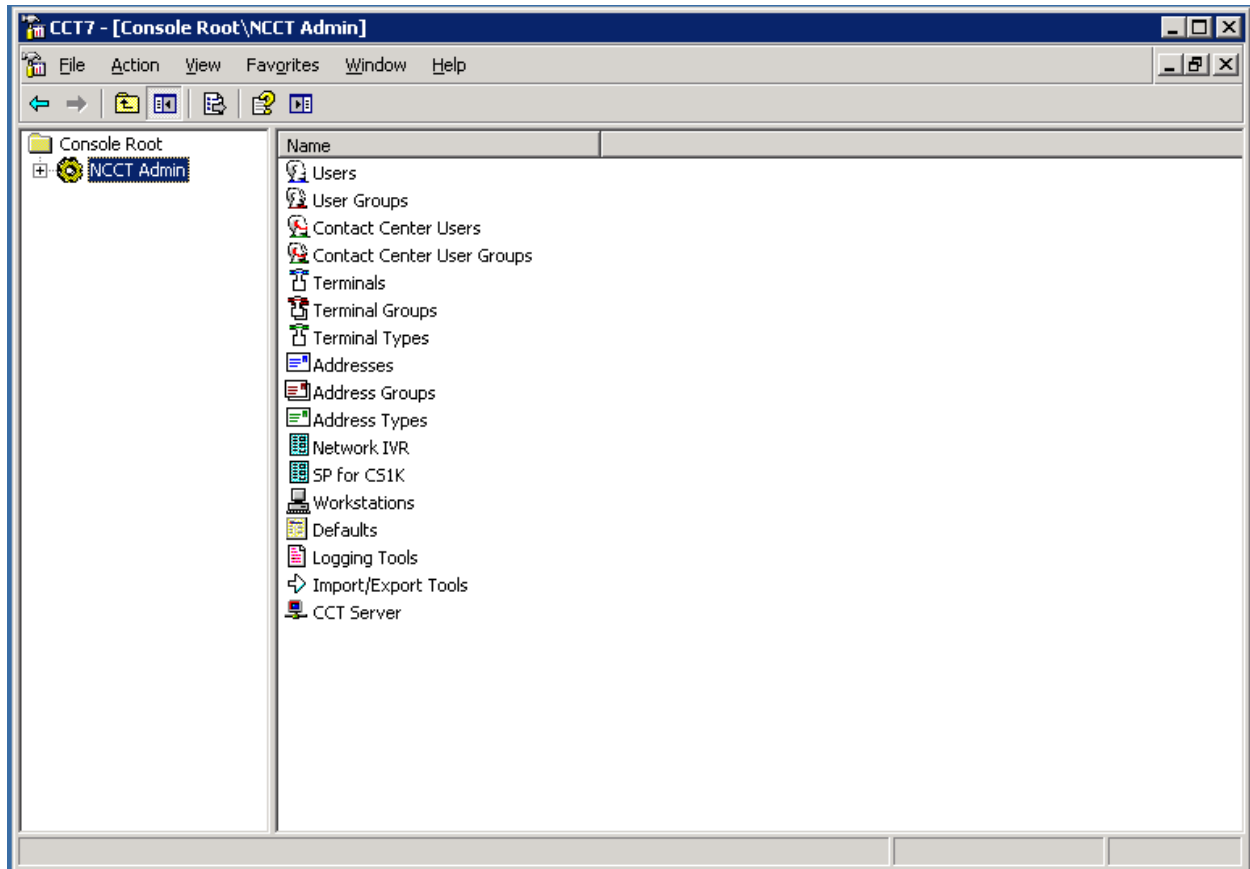 CCT7 - [Console Root\NCCT Admin]
File Action View Favorites Window Help
Console Root
NCCT Admin
Name
Users
User Groups
Contact Center Users
Contact Center User Groups
Terminals
Terminal Groups
Terminal Types
Addresses
Address Groups
Address Types
Network IVR
SP for CS1K
Workstations
Defaults
Logging Tools
Import/Export Tools
CCT Server